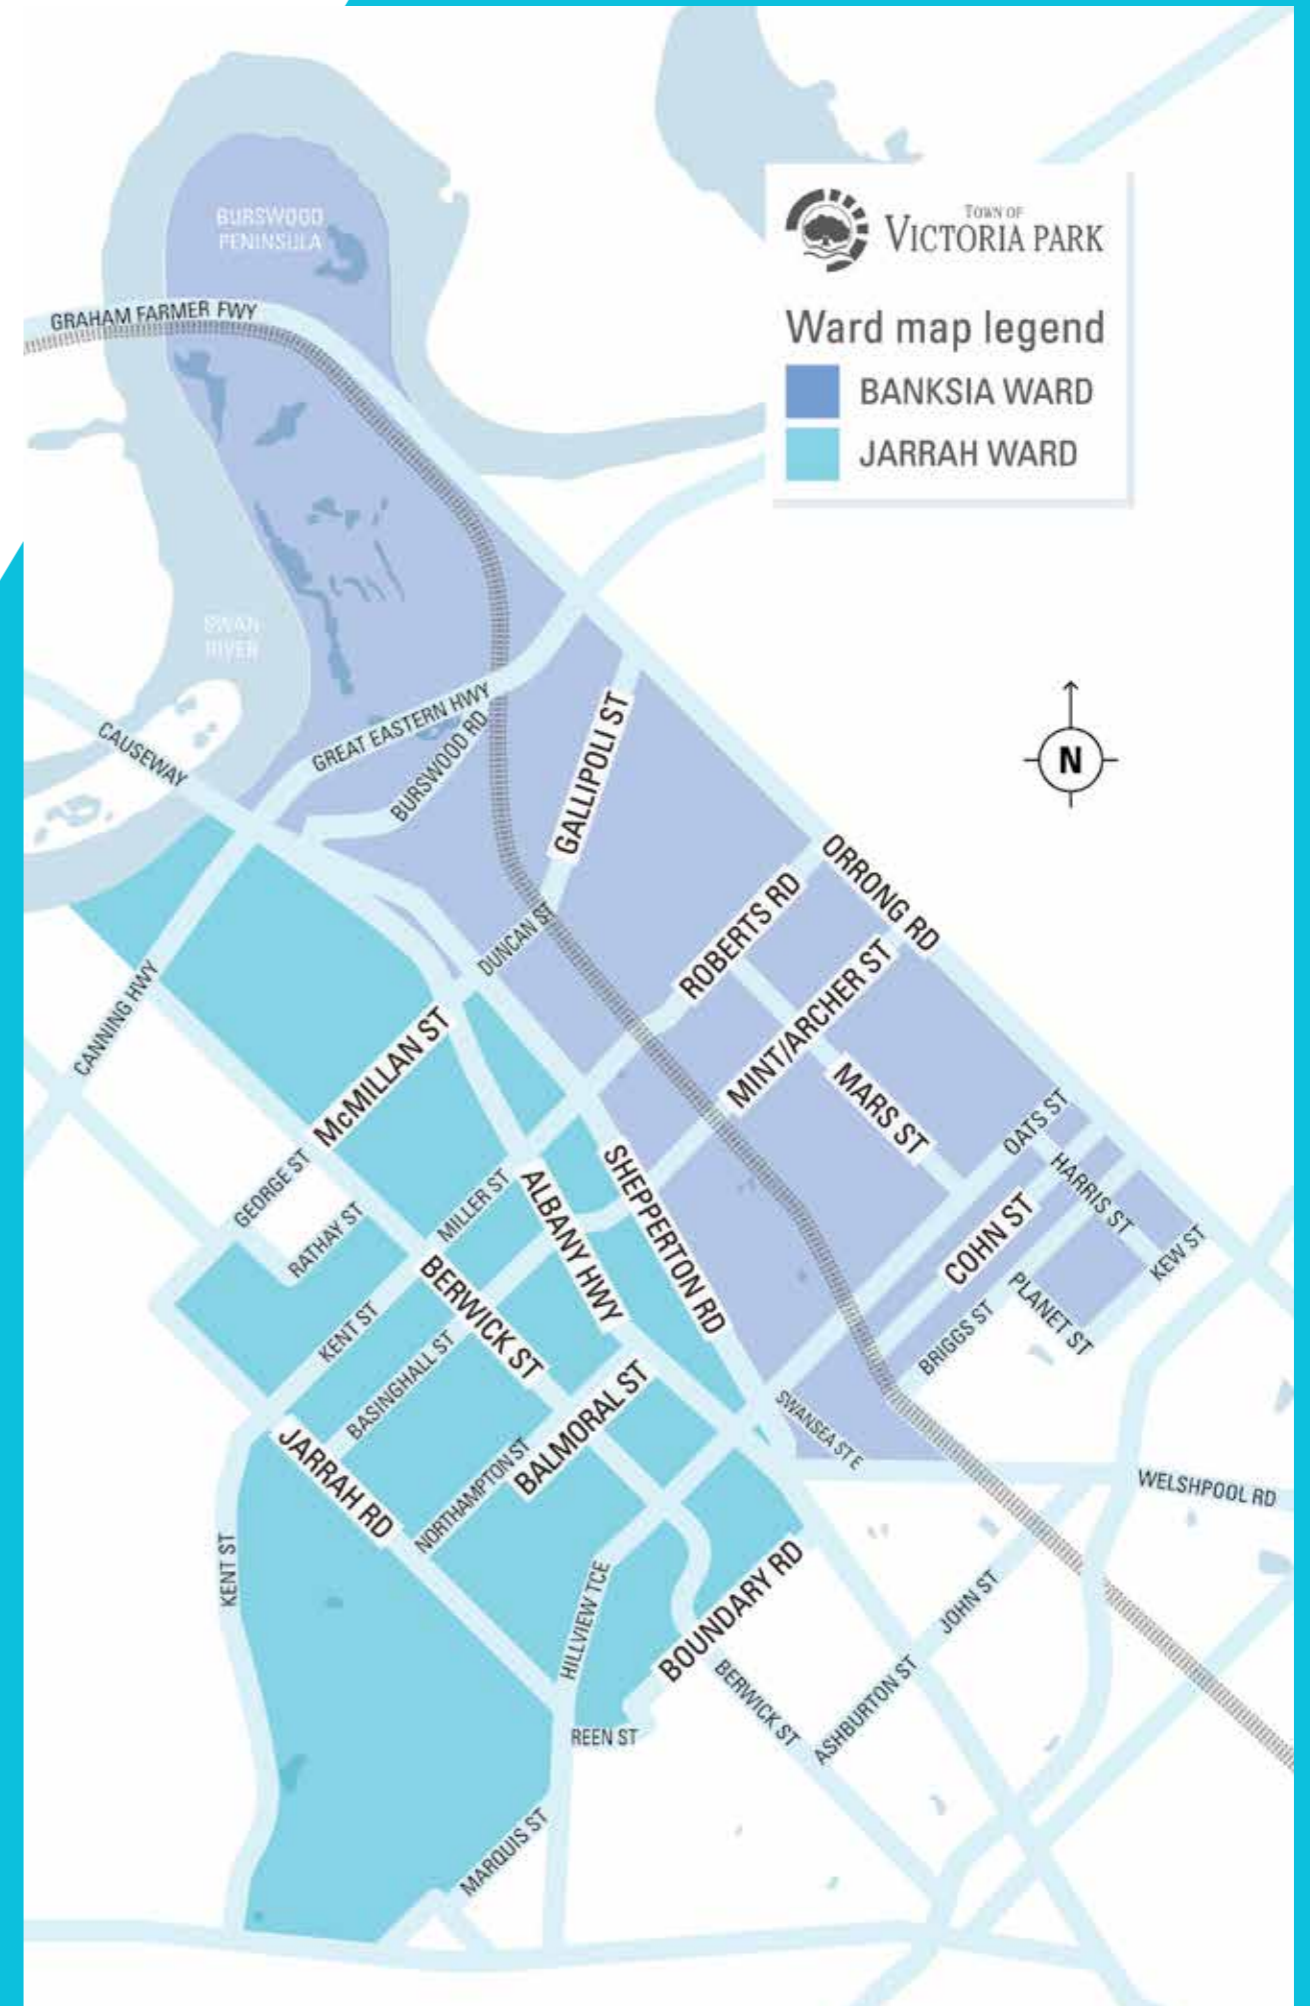 BURSWOOD
PENINSULA
TOWN OF
VICTORIA PARK
Ward map legend
BANKSIA WARD
JARRAH WARD
GRAHAM FARMER FWY
SWAN
RIVER
CAUSEWAY
GREAT EASTERN HWY
BURSWOOD RD
GALLIPOLI ST
N
ORRONG RD
ROBERTS RD
DUNCAN ST
MINT/ARCHER ST
CANNING HWY
McMILLAN ST
MARS ST
OATS ST
HARRIS ST
GEORGE ST
RATHAY ST
MILLER ST
ALBANY HWY
SHEPPERTON RD
COHN ST
KEW ST
KENT ST
BERWICK ST
BASINGHALL ST
BRIGGS ST
PLANET ST
BALMORAL ST
SWANSEA ST E
JARRAH RD
NORTHAMPTON ST
WELSHPOOL RD
KENT ST
HILLVIEW TCE
BOUNDARY RD
JOHN ST
BERWICK ST
ASHBURTON ST
REEN ST
MARQUIS ST